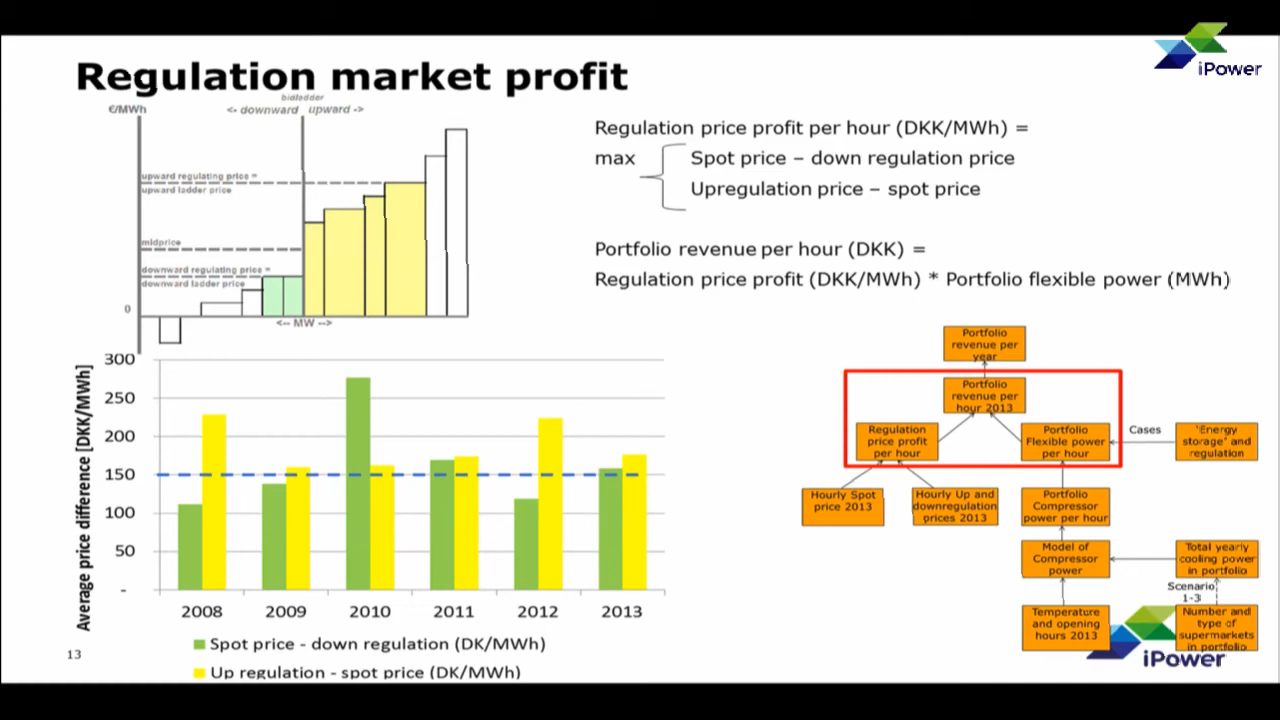 Regulation market profit
iPower
bidladder
€/MWh
<- downward
upward ->
upward regulating price =
upward ladder price
midprice
downward regulating price =
downward ladder price
0
<-- MW -->
Regulation price profit per hour (DKK/MWh) =
max
Spot price – down regulation price
Upregulation price – spot price
Portfolio revenue per hour (DKK) =
Regulation price profit (DKK/MWh) * Portfolio flexible power (MWh)
Average price difference [DKK/MWh]
300
250
200
150
100
50
-
2008
2009
2010
2011
2012
2013
Spot price - down regulation (DK/MWh)
Up regulation - spot price (DK/MWh)
Portfolio
revenue per
year
Portfolio
revenue per
hour 2013
Regulation
price profit
per hour
Portfolio
Flexible power
per hour
Cases
'Energy
storage' and
regulation
Hourly Spot
price 2013
Hourly Up and
downregulation
prices 2013
Portfolio
Compressor
power per hour
Model of
Compressor
power
Total yearly
cooling power
in portfolio
Scenario
1-3
Temperature
and opening
hours 2013
Number and
type of
supermarkets
in portfolio
iPower
13